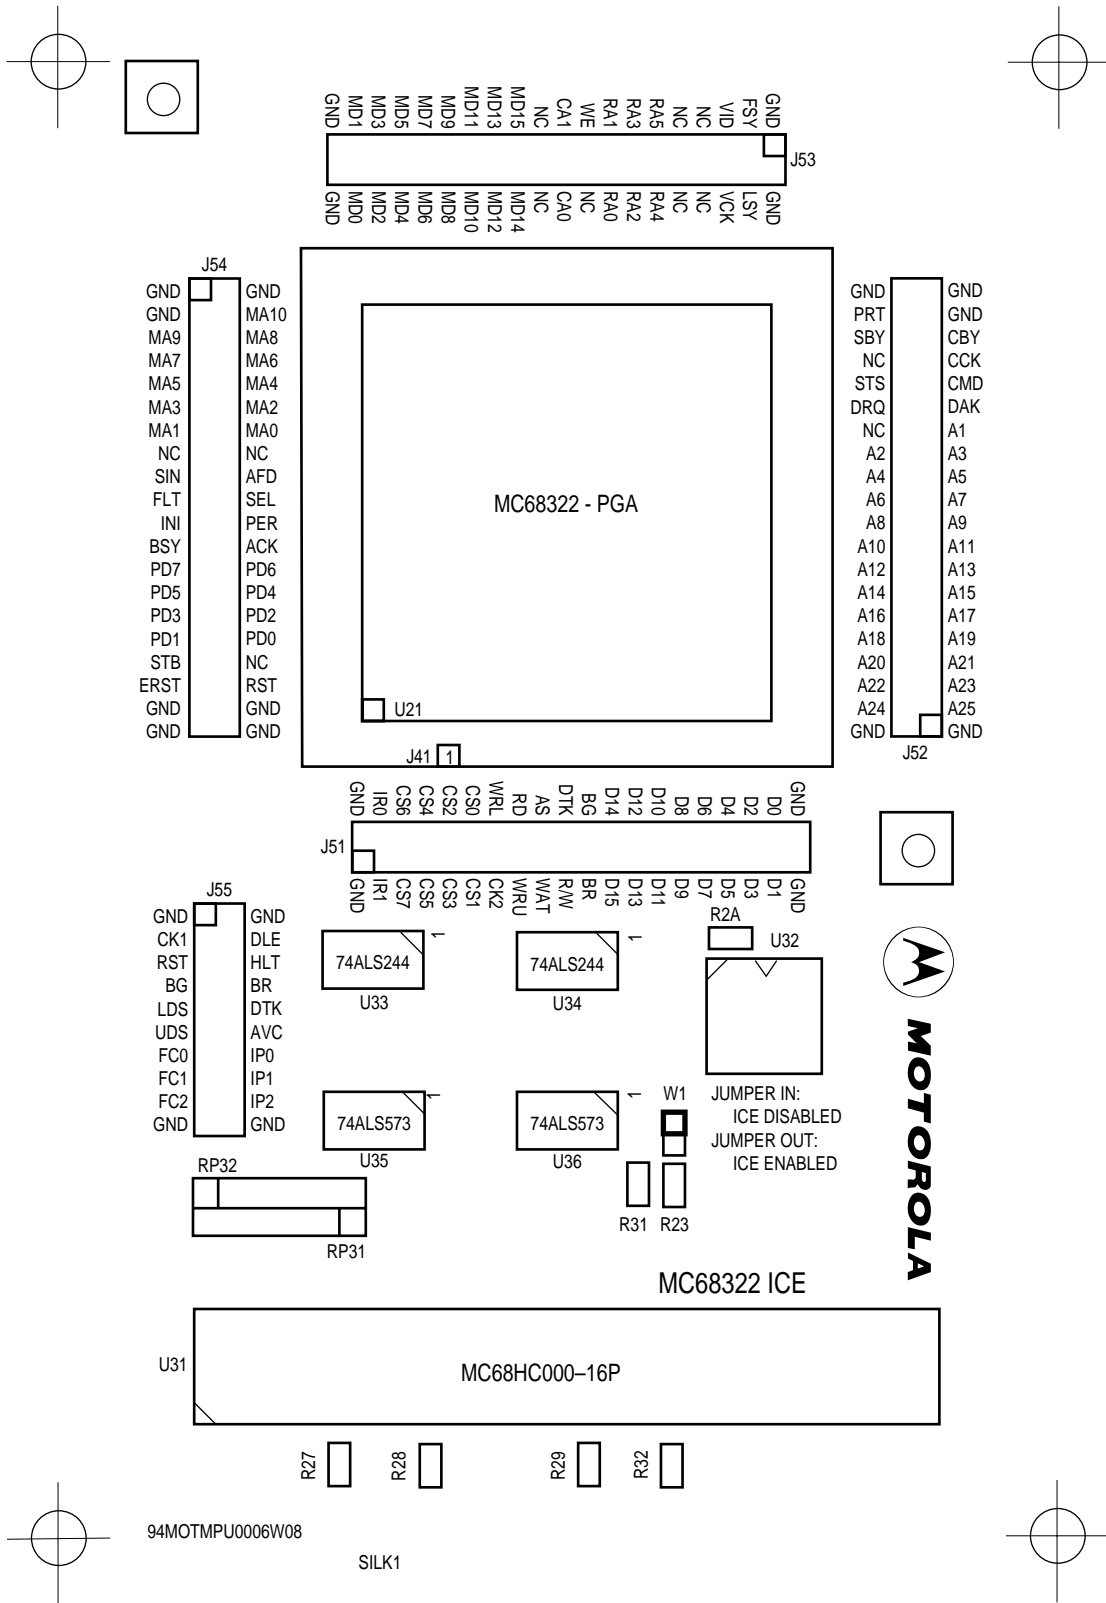 GND MD1 MD3 MD5 MD7 MD9 MD11 MD13 MD15 NC CA1 WE RA1 RA3 RA5 NC NC VID FSY GND
J53
GND MD0 MD2 MD4 MD6 MD8 MD10 MD12 MD14 NC CA0 NC RA0 RA2 RA4 NC NC VCK LSY GND
J54
GND GND
GND MA10
MA9 MA8
MA7 MA6
MA5 MA4
MA3 MA2
MA1 MA0
NC NC
SIN AFD
FLT SEL
INI PER
BSY ACK
PD7 PD6
PD5 PD4
PD3 PD2
PD1 PD0
STB NC
ERST RST
GND GND
GND GND
MC68322 - PGA
U21
J41 1
GND GND
PRT GND
SBY CBY
NC CCK
STS CMD
DRQ DAK
NC A1
A2 A3
A4 A5
A6 A7
A8 A9
A10 A11
A12 A13
A14 A15
A16 A17
A18 A19
A20 A21
A22 A23
A24 A25
GND GND
J52
GND IR0 CS6 CS4 CS2 CS0 WRL RD AS DTK BG D14 D12 D10 D8 D6 D4 D2 D0 GND
J51
GND IR1 CS7 CS5 CS3 CS1 CK2 WRU WAT R/W BR D15 D13 D11 D9 D7 D5 D3 D1 GND
J55
GND GND
CK1 DLE
RST HLT
BG BR
LDS DTK
UDS AVC
FC0 IP0
FC1 IP1
FC2 IP2
GND GND
74ALS244 1
U33
74ALS244 1
U34
R2A
U32
74ALS573 1
U35
74ALS573 1
U36
W1
JUMPER IN:
ICE DISABLED
JUMPER OUT:
ICE ENABLED
R31 R23
MOTOROLA
RP32
RP31
MC68322 ICE
U31
MC68HC000–16P
R27 R28 R29 R32
94MOTMPU0006W08
SILK1